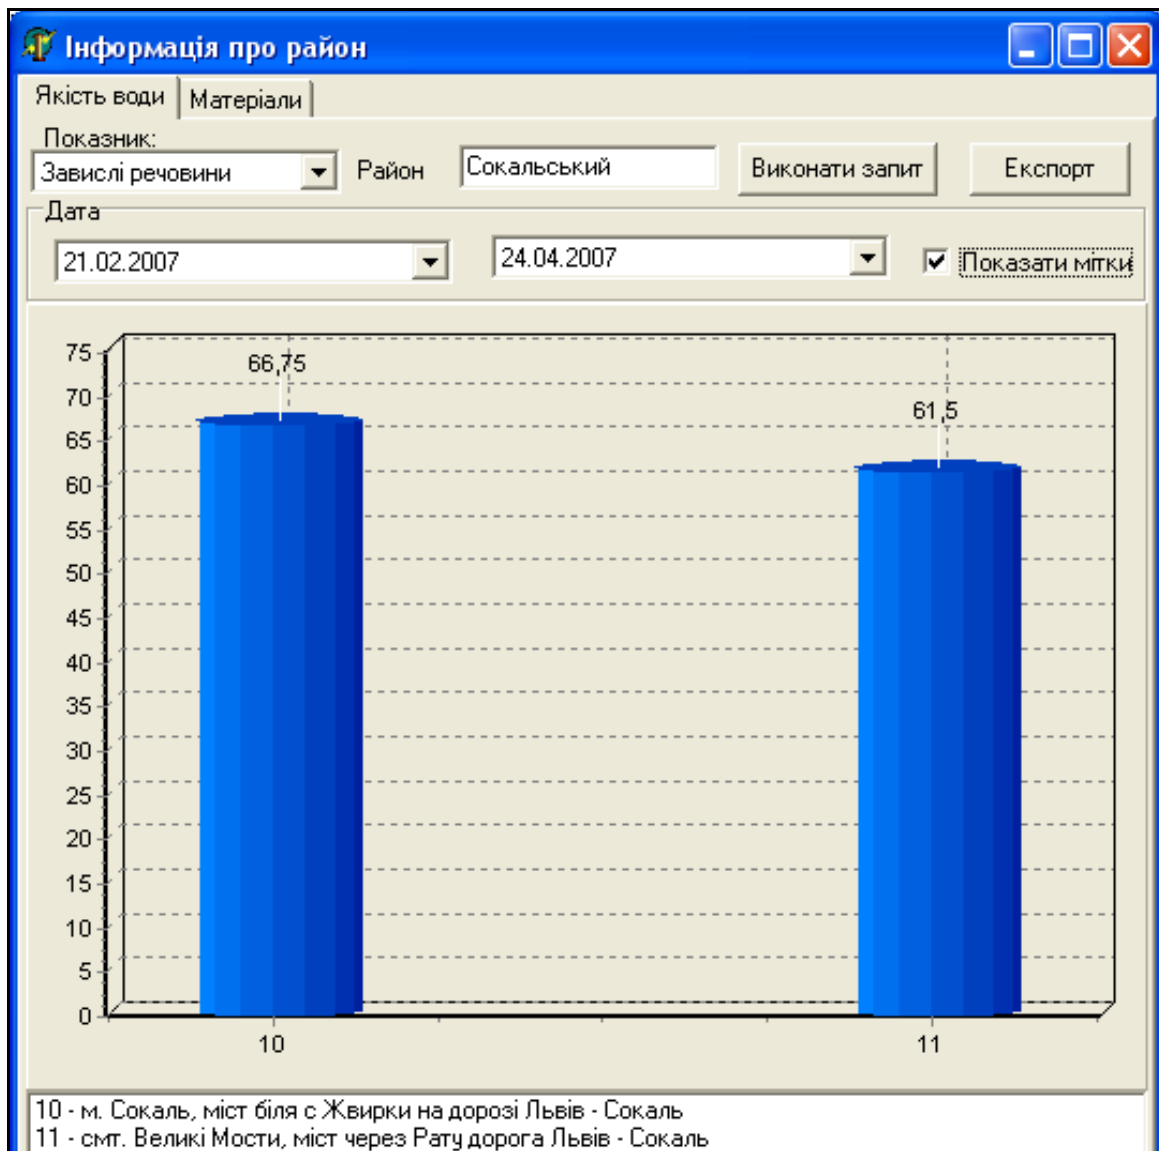 Інформація про район
Якість води Матеріали
Показник:
Завислі речовини Район Сокальський Виконати запит Експорт
Дата
21.02.2007 24.04.2007 Показати мітки
75
66,75
70
61,5
65
60
55
50
45
40
35
30
25
20
15
10
5
0
10 11
10 - м. Сокаль, міст біля с Жвирки на дорозі Львів - Сокаль
11 - смт. Великі Мости, міст через Рату дорога Львів - Сокаль